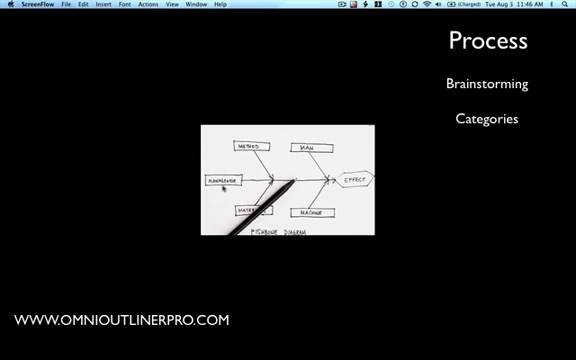 ScreenFlow File Edit Insert Font Actions View Window Help
(Charged) Tue Aug 3 11:46 AM
Process
Brainstorming
Categories
METHOD
MAN
EFFECT
MACHINE
FISHBONE DIAGRAM
WWW.OMNIOUTLINERPRO.COM